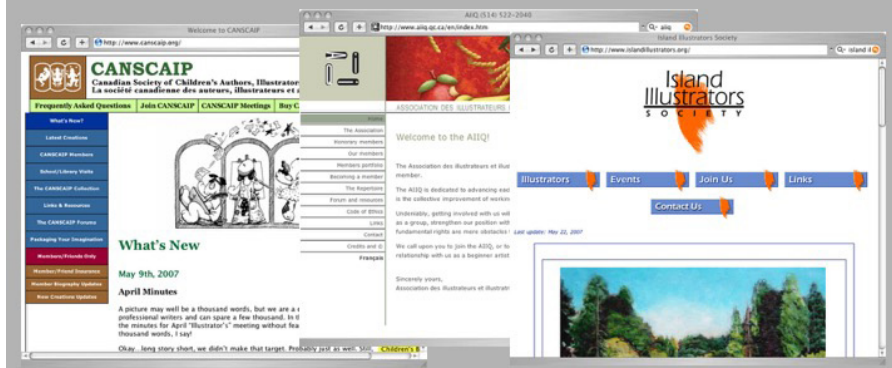 Welcome to CANSCAIP
http://www.canscaip.org/
CANSCAIP
Canadian Society of Children's Authors, Illustrator
La société canadienne des auteurs, illustrateurs et a
Frequently Asked Questions
Join CANSCAIP
CANSCAIP Meetings
Buy C
What's New?
Latest Creations
CANSCAIP Members
School/Library Visits
The CANSCAIP Collection
Links & Resources
The CANSCAIP Forums
Packaging Your Imagination
Members/Friends Only
Member/Friend Insurance
Member Biography Updates
New Creations Updates
What's New
May 9th, 2007
April Minutes
A picture may well be a thousand words, but we are a
professional writers and can spare a few thousand. In th
the minutes for April "Illustrator's" meeting without fea
thousand words, I say!
Okay...long story short, we didn't make that target. Probably just as well. Still,
Children's B
AIIQ (514) 522-2040
http://www.aiiq.qc.ca/en/index.htm
aiiq
ASSOCIATION DES ILLUSTRATEURS
Home
The Association
Honorary members
Our members
Members portfolio
Becoming a member
The Repertoire
Forum and resources
Code of Ethics
Links
Contact
Credits and ©
Français
Welcome to the AIIQ!
The Association des illustrateurs et illus
The AIIQ is dedicated to advancing eac
is the collective improvement of workin
Undeniably, getting involved with us wil
as a group, strengthen our position with
fundamental rights are mere obstacles
We call upon you to join the AIIQ, or to
relationship with us as a beginner artist
Sincerely yours,
Association des illustrateurs et illustrat
Island Illustrators Society
http://www.islandillustrators.org/
island il
Island
Illustrators
SOCIETY
Illustrators
Events
Join Us
Links
Contact Us
Last update: May 22, 2007